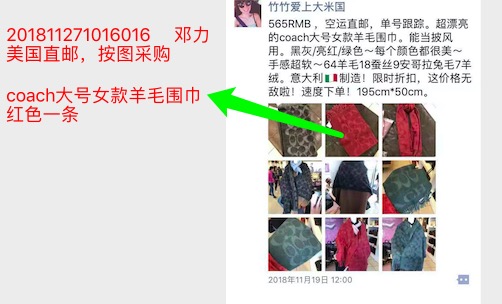 201811271016016 邓力
美国直邮，按图采购
coach大号女款羊毛围巾
红色一条
竹竹爱上大米国
565RMB ，空运直邮，单号跟踪。超漂亮
的coach大号女款羊毛围巾。能当披风
用。黑灰/亮红/绿色～每个颜色都很美～
手感超软～64羊毛18蚕丝9安哥拉兔毛7羊
绒。意大利🇮🇹制造！限时折扣，这价格无
敌啦！速度下单！195cm*50cm。
2018年11月19日 12:00